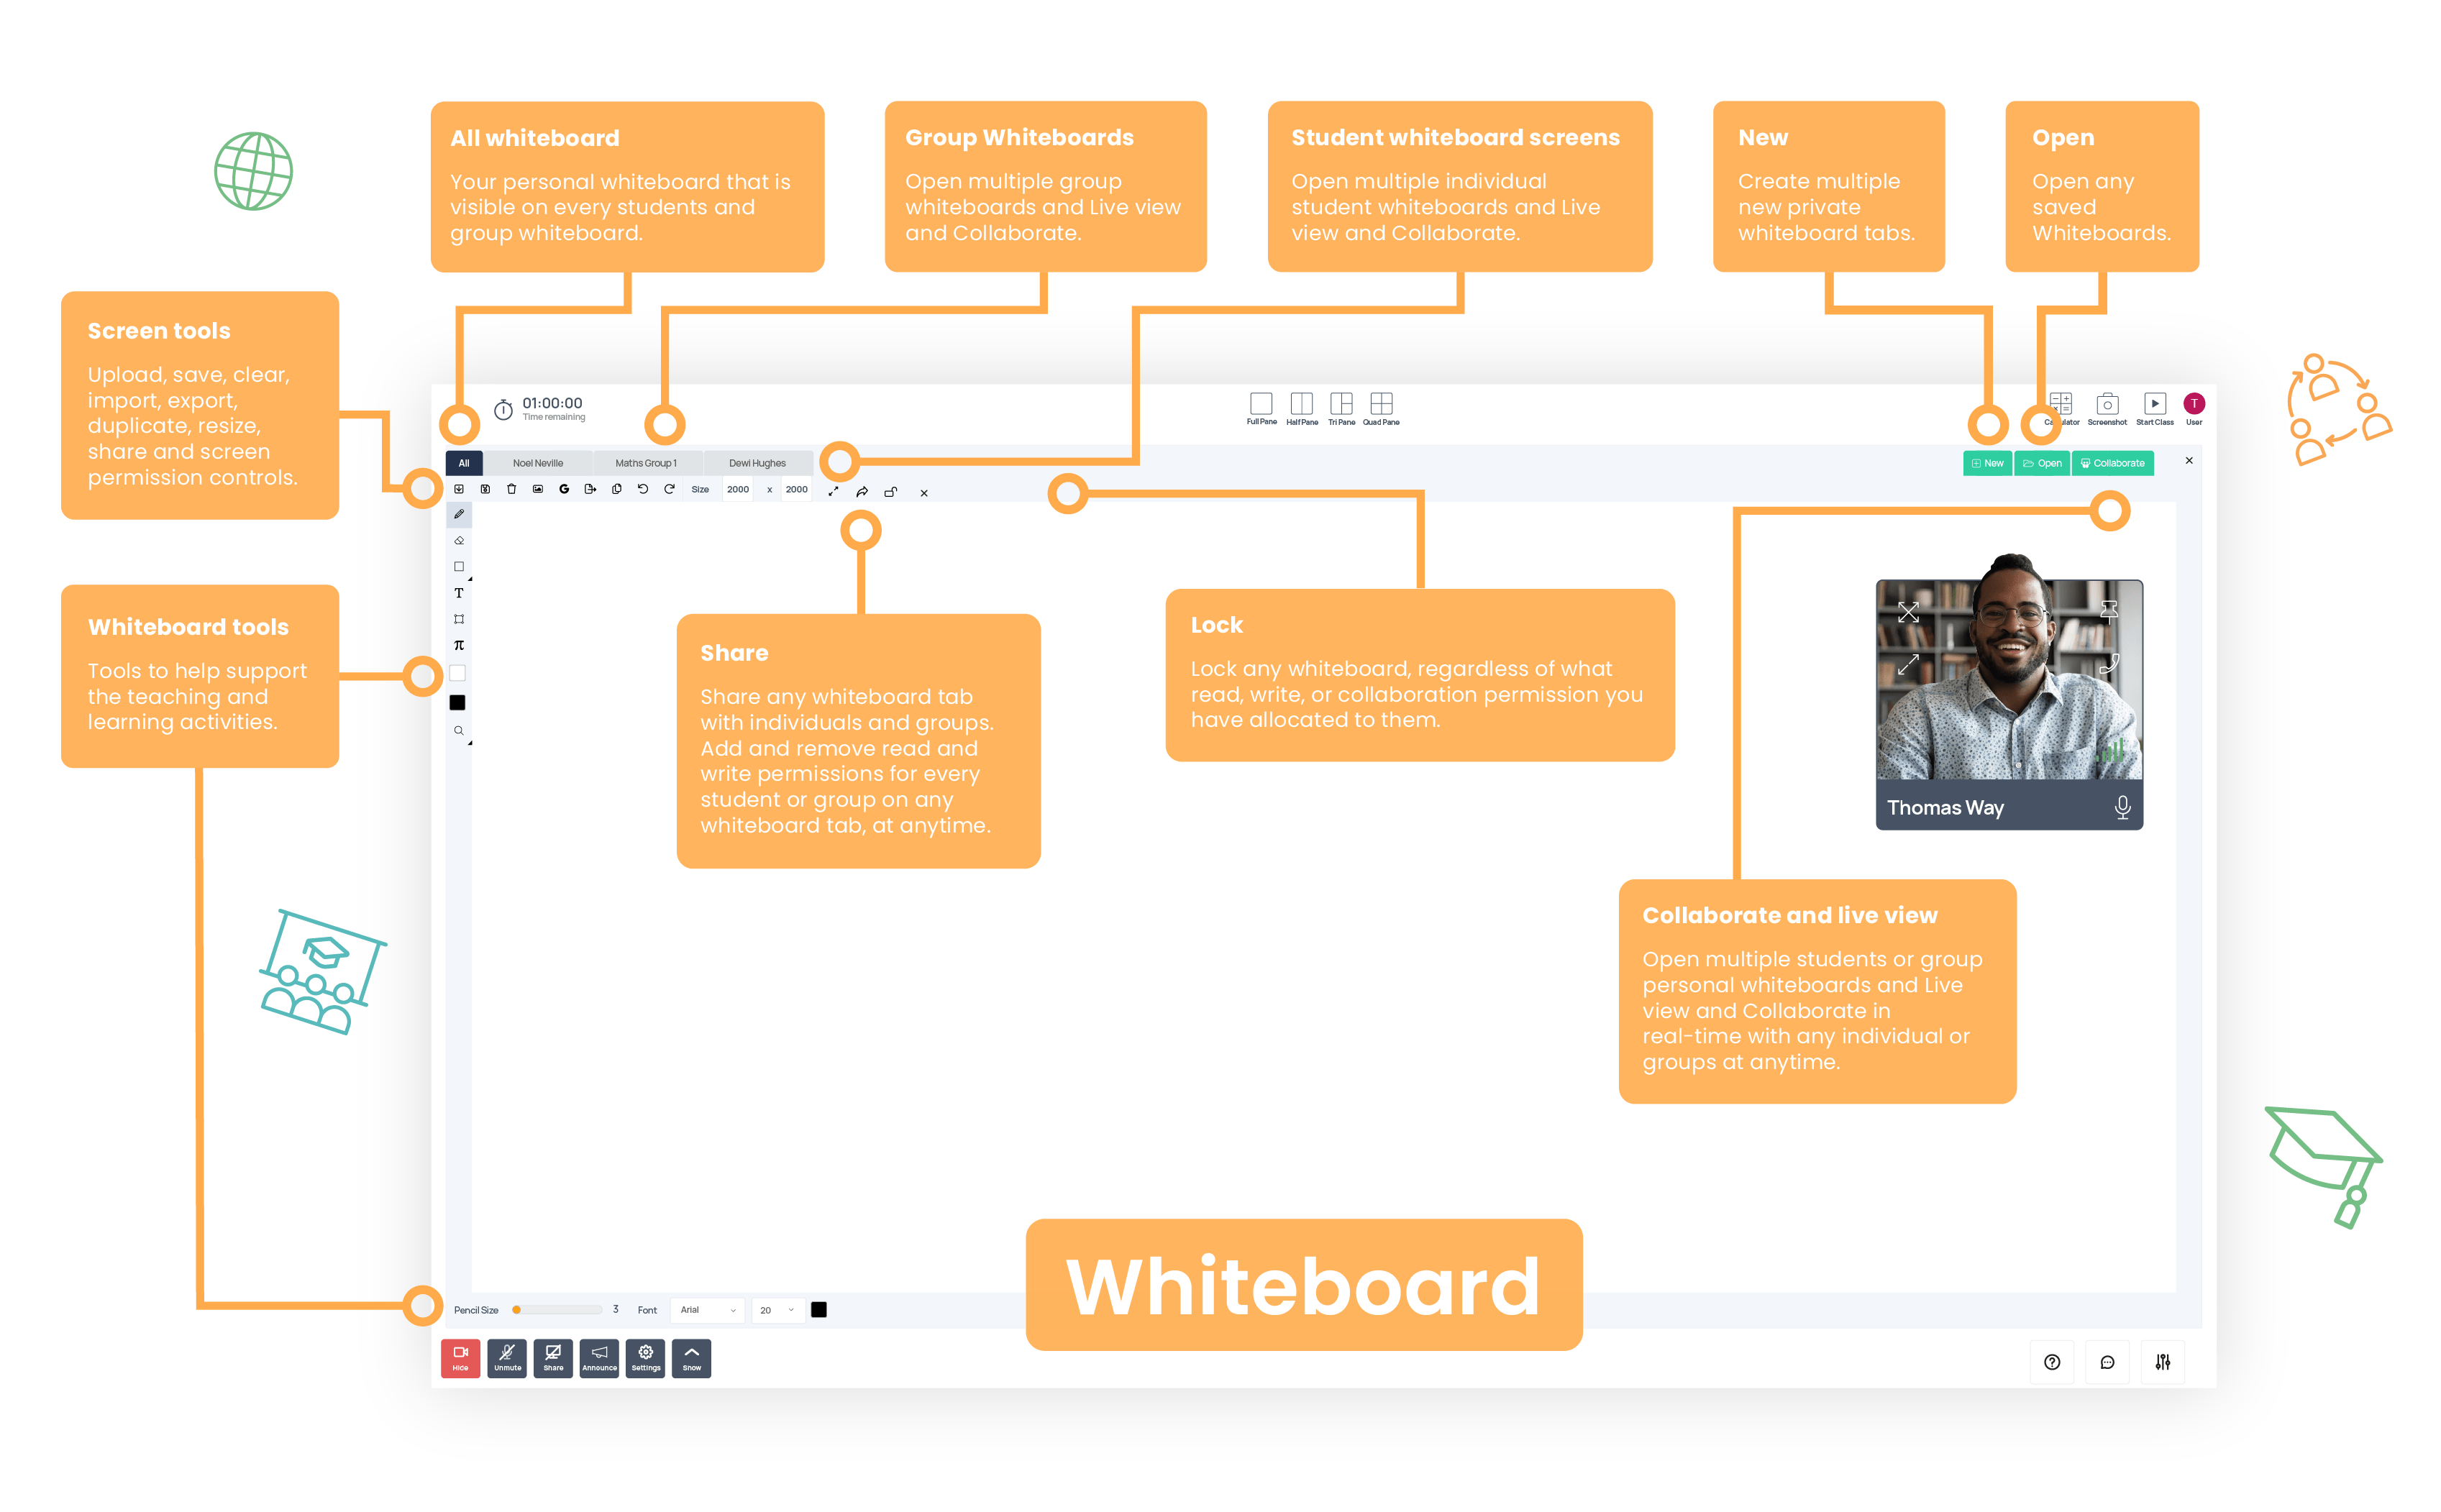 All whiteboard
Your personal whiteboard that is
visible on every students and
group whiteboard.
Group Whiteboards
Open multiple group
whiteboards and Live view
and Collaborate.
Student whiteboard screens
Open multiple individual
student whiteboards and Live
view and Collaborate.
New
Create multiple
new private
whiteboard tabs.
Open
Open any
saved
Whiteboards.
Screen tools
Upload, save, clear,
import, export,
duplicate, resize,
share and screen
permission controls.
Whiteboard tools
Tools to help support
the teaching and
learning activities.
01:00:00
Time remaining
Full Pane
Half Pane
Tri Pane
Quad Pane
Screenshot
Start Class
T
User
All
Noel Neville
Maths Group 1
Dewi Hughes
New
Open
Collaborate
Size
2000
x
2000
Share
Share any whiteboard tab
with individuals and groups.
Add and remove read and
write permissions for every
student or group on any
whiteboard tab, at anytime.
Lock
Lock any whiteboard, regardless of what
read, write, or collaboration permission you
have allocated to them.
Thomas Way
Collaborate and live view
Open multiple students or group
personal whiteboards and Live
view and Collaborate in
real-time with any individual or
groups at anytime.
Whiteboard
Pencil Size
3
Font
Arial
20
Hide
Unmute
Share
Announce
Settings
Show